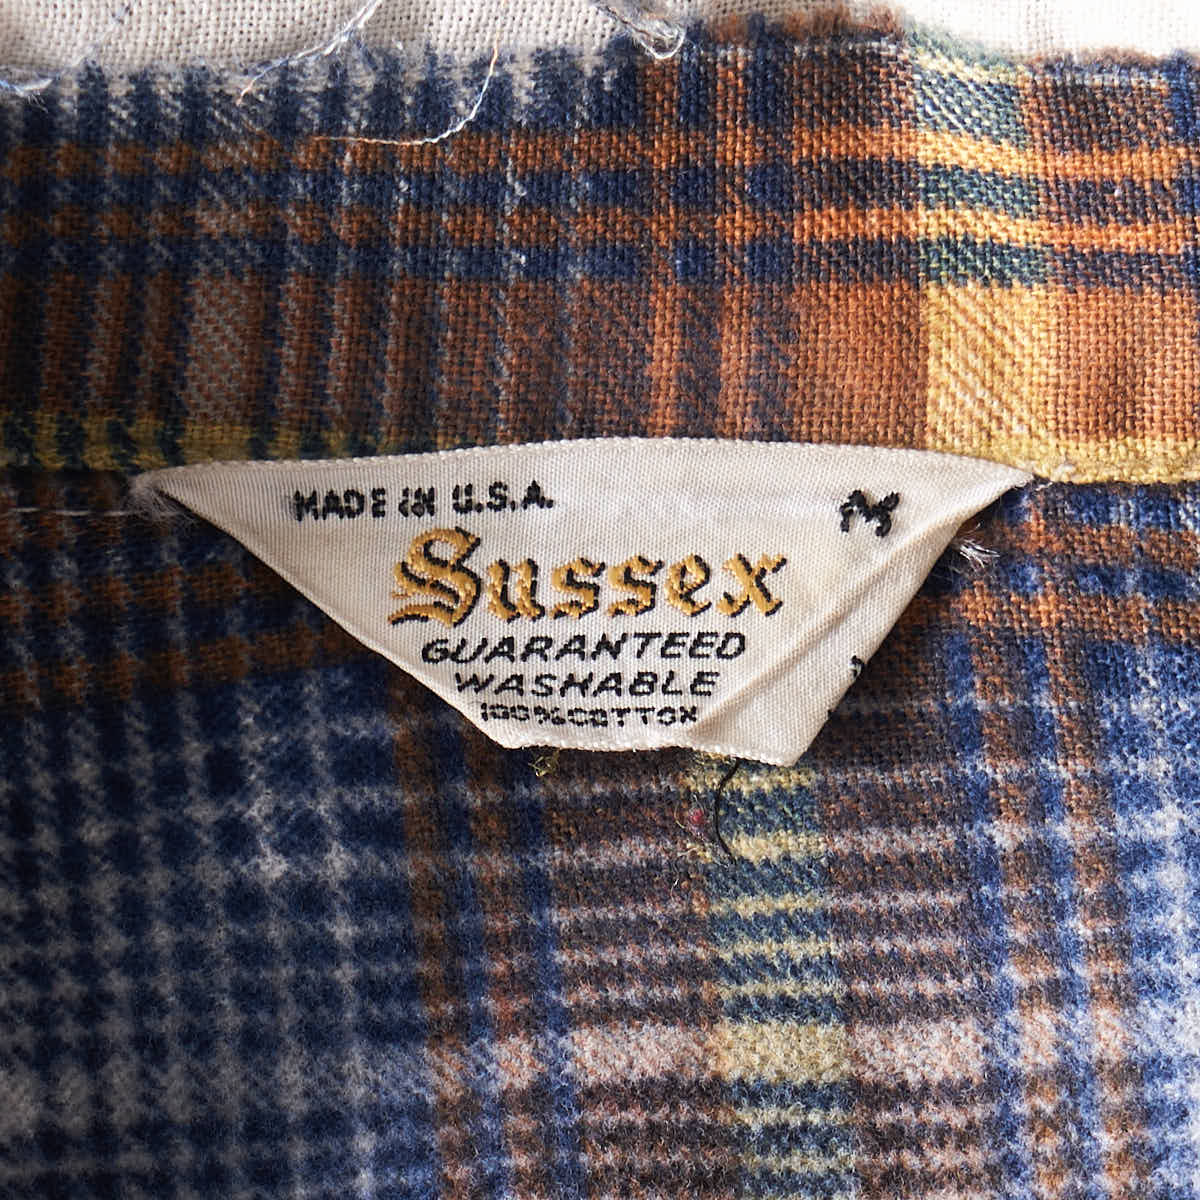 MADE IN U.S.A. M
Sussex
GUARANTEED
WASHABLE
100% COTTON